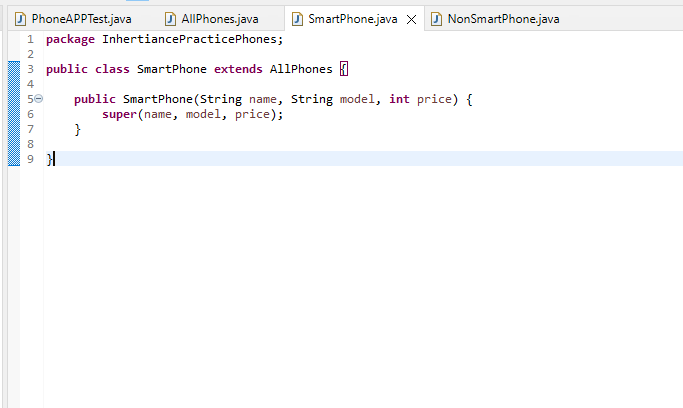 PhoneAPPTest.java AllPhones.java SmartPhone.java NonSmartPhone.java
1 package InhertiancePracticePhones;
2
3 public class SmartPhone extends AllPhones {
4
5 public SmartPhone(String name, String model, int price) {
6 super(name, model, price);
7 }
8
9 }